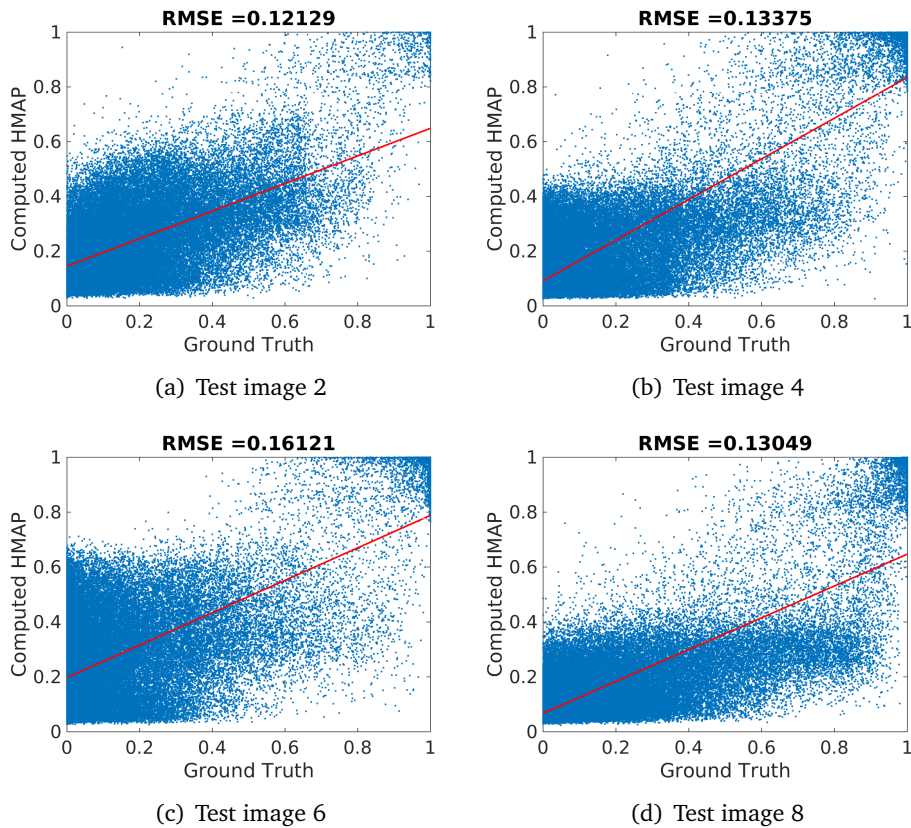 RMSE =0.12129
1
0.8
0.6
0.4
0.2
0
Computed HMAP
0 0.2 0.4 0.6 0.8 1
Ground Truth
(a) Test image 2
RMSE =0.13375
1
0.8
0.6
0.4
0.2
0
Computed HMAP
0 0.2 0.4 0.6 0.8 1
Ground Truth
(b) Test image 4
RMSE =0.16121
1
0.8
0.6
0.4
0.2
0
Computed HMAP
0 0.2 0.4 0.6 0.8 1
Ground Truth
(c) Test image 6
RMSE =0.13049
1
0.8
0.6
0.4
0.2
0
Computed HMAP
0 0.2 0.4 0.6 0.8 1
Ground Truth
(d) Test image 8